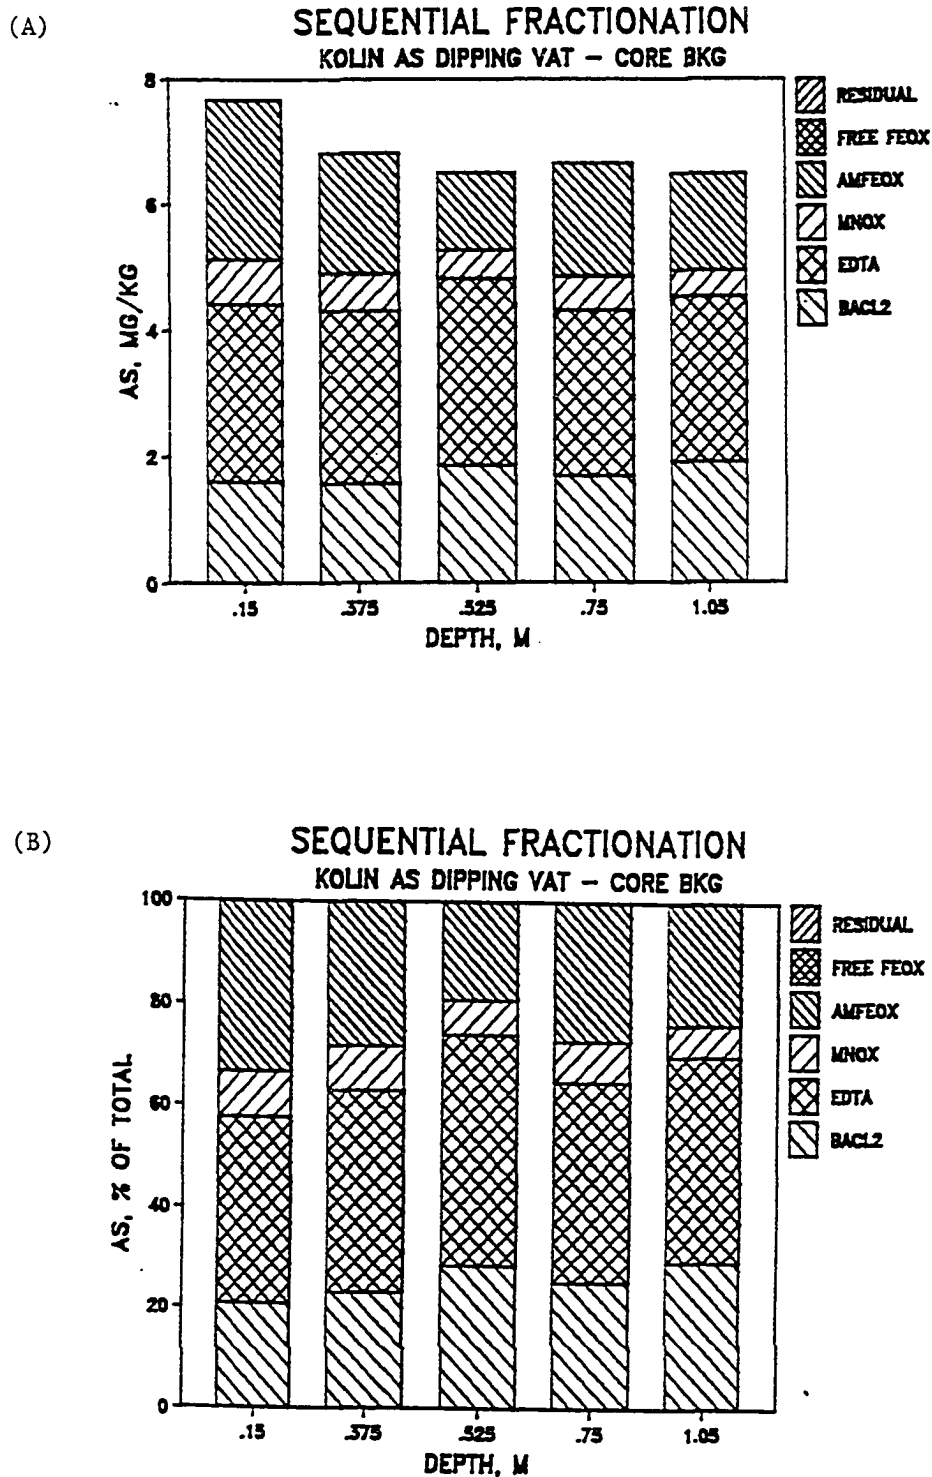 (A)
SEQUENTIAL FRACTIONATION
KOLIN AS DIPPING VAT – CORE BKG
8
6
4
2
0
AS, MG/KG
.15
.375
.525
.75
1.05
DEPTH, M
RESIDUAL
FREE FEOX
AMFEOX
MNOX
EDTA
BACL2
(B)
SEQUENTIAL FRACTIONATION
KOLIN AS DIPPING VAT – CORE BKG
100
80
60
40
20
0
AS, % OF TOTAL
.15
.375
.525
.75
1.05
DEPTH, M
RESIDUAL
FREE FEOX
AMFEOX
MNOX
EDTA
BACL2